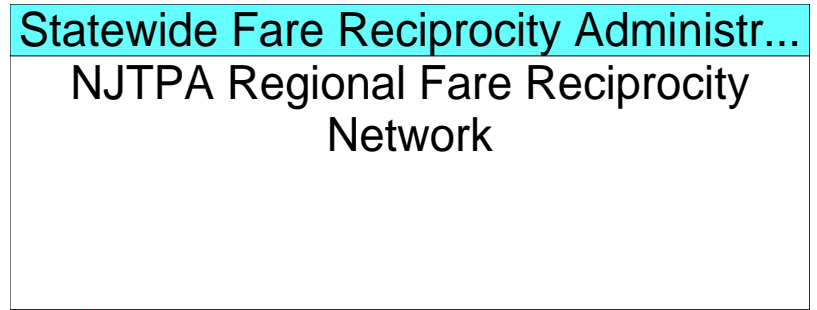 Statewide Fare Reciprocity Administr...
NJTPA Regional Fare Reciprocity
Network